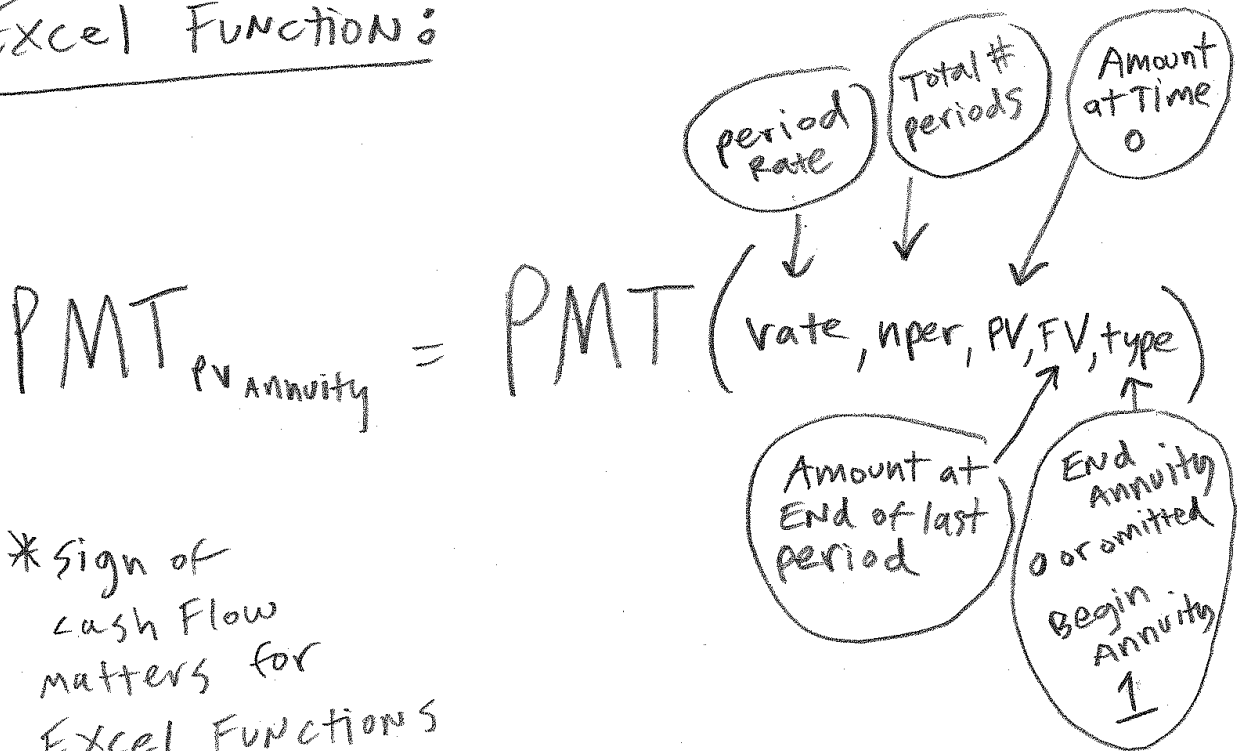 Excel Function:
period
Rate
Total #
periods
Amount
at Time
0
PMT PV Annuity = PMT(rate, nper, PV, FV, type)
Amount at
End of last
period
End
Annuity
0 or omitted
Begin
Annuity
1
*Sign of
cash Flow
matters for
Excel Functions